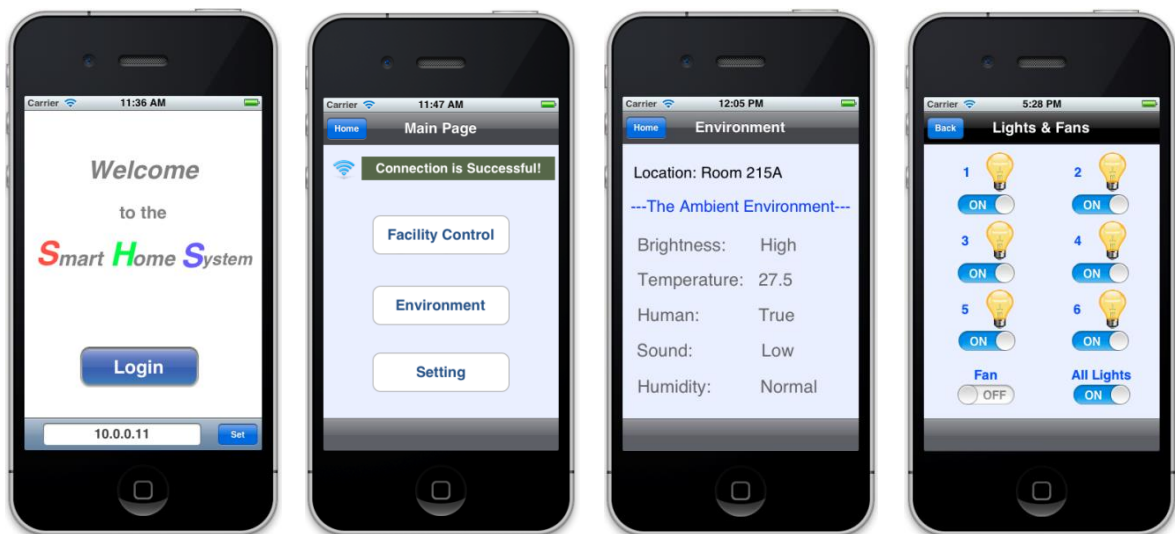 Carrier 11:36 AM
Welcome
to the
Smart Home System
Login
10.0.0.11 Set
Carrier 11:47 AM
Home Main Page
Connection is Successful!
Facility Control
Environment
Setting
Carrier 12:05 PM
Home Environment
Location: Room 215A
---The Ambient Environment---
Brightness: High
Temperature: 27.5
Human: True
Sound: Low
Humidity: Normal
Carrier 5:28 PM
Back Lights & Fans
1 2
ON ON
3 4
ON ON
5 6
ON ON
Fan All Lights
OFF ON